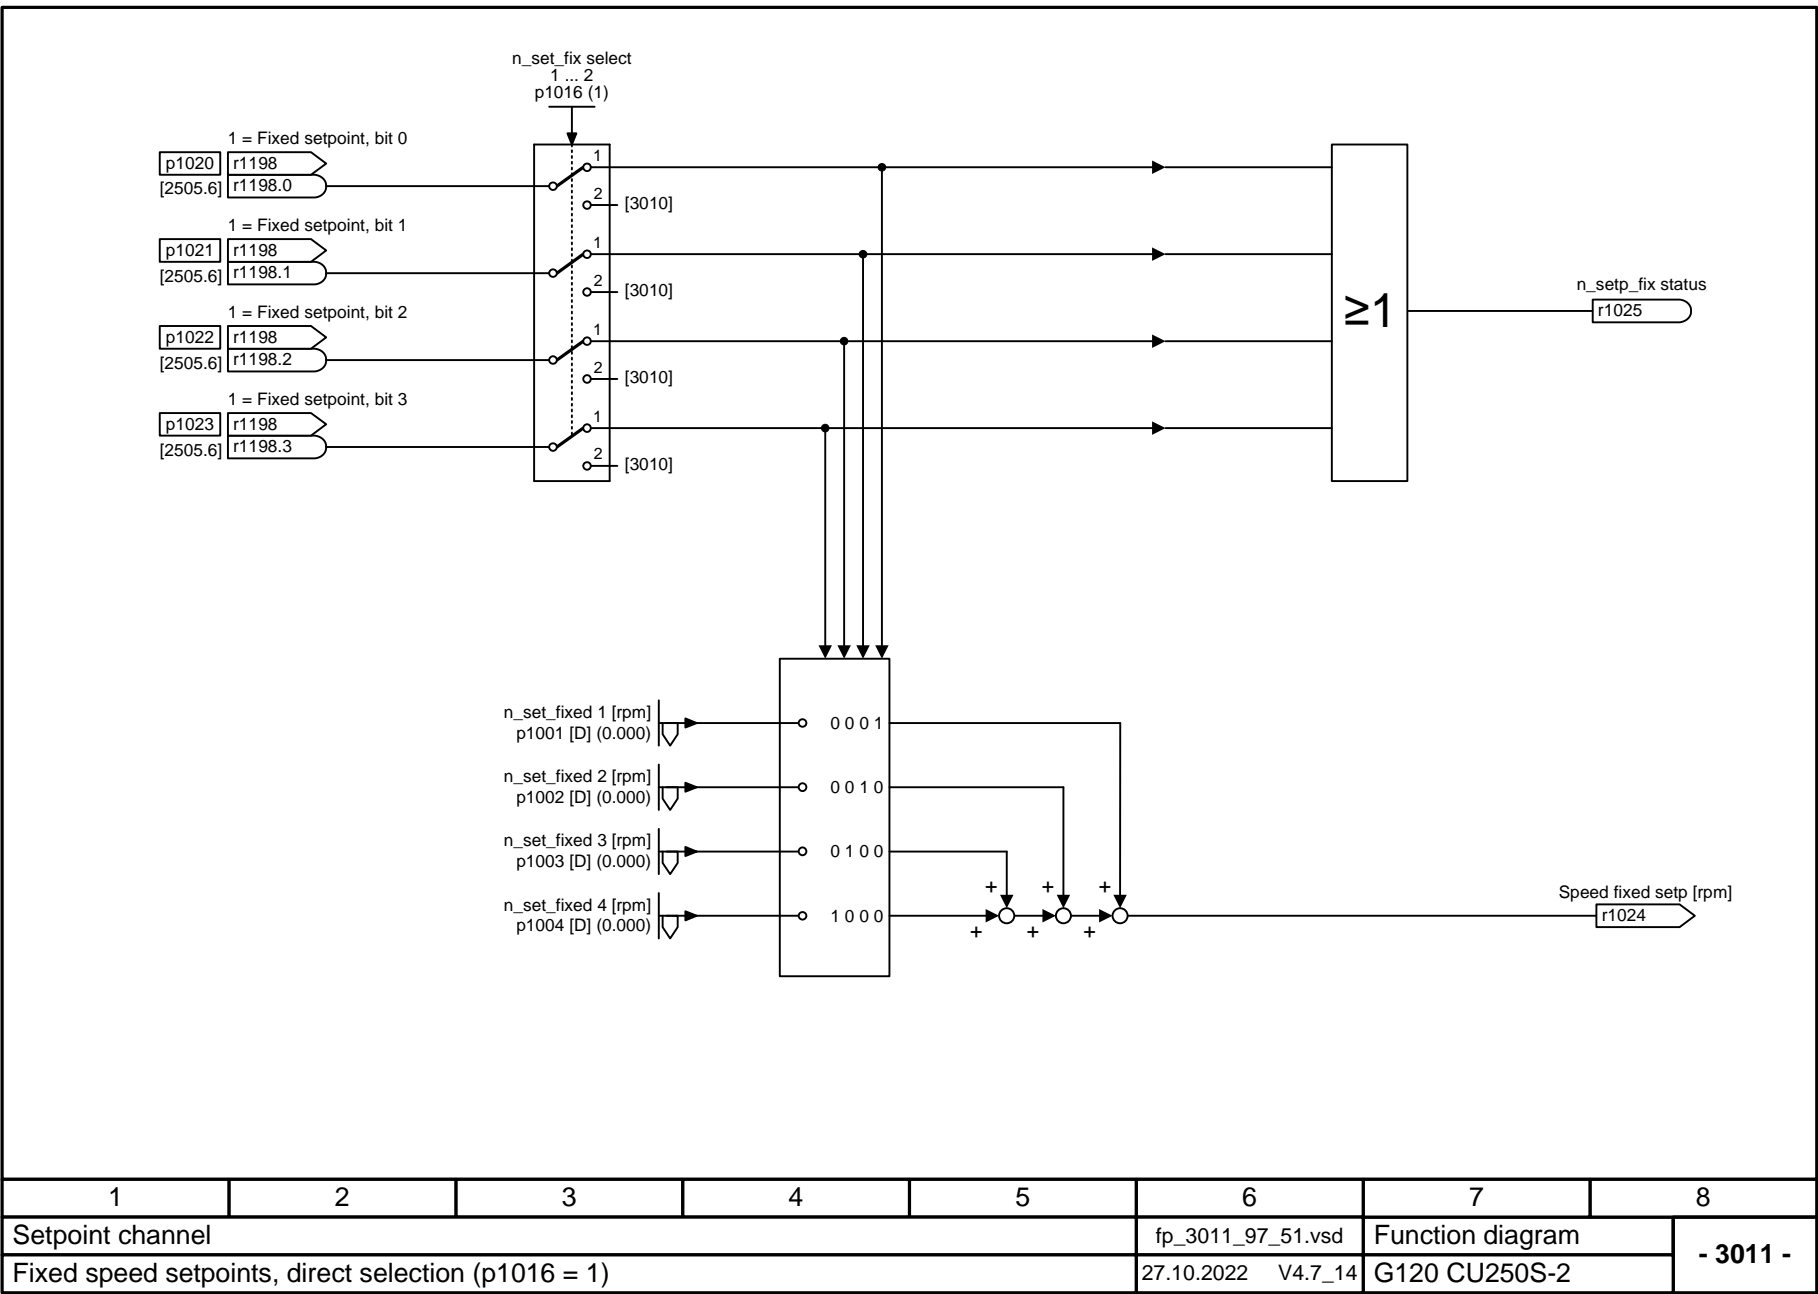 n_set_fix select
1 ... 2
p1016 (1)
1 = Fixed setpoint, bit 0
p1020 r1198
[2505.6] r1198.0
1
2 [3010]
1 = Fixed setpoint, bit 1
p1021 r1198
[2505.6] r1198.1
1
2 [3010]
1 = Fixed setpoint, bit 2
p1022 r1198
[2505.6] r1198.2
1
2 [3010]
1 = Fixed setpoint, bit 3
p1023 r1198
[2505.6] r1198.3
1
2 [3010]
≥1
n_setp_fix status
r1025
n_set_fixed 1 [rpm]
p1001 [D] (0.000)
0 0 0 1
n_set_fixed 2 [rpm]
p1002 [D] (0.000)
0 0 1 0
n_set_fixed 3 [rpm]
p1003 [D] (0.000)
0 1 0 0
n_set_fixed 4 [rpm]
p1004 [D] (0.000)
1 0 0 0
+ + +
+ + +
Speed fixed setp [rpm]
r1024
1 2 3 4 5 6 7 8
Setpoint channel
fp_3011_97_51.vsd
Function diagram
- 3011 -
Fixed speed setpoints, direct selection (p1016 = 1)
27.10.2022 V4.7_14
G120 CU250S-2